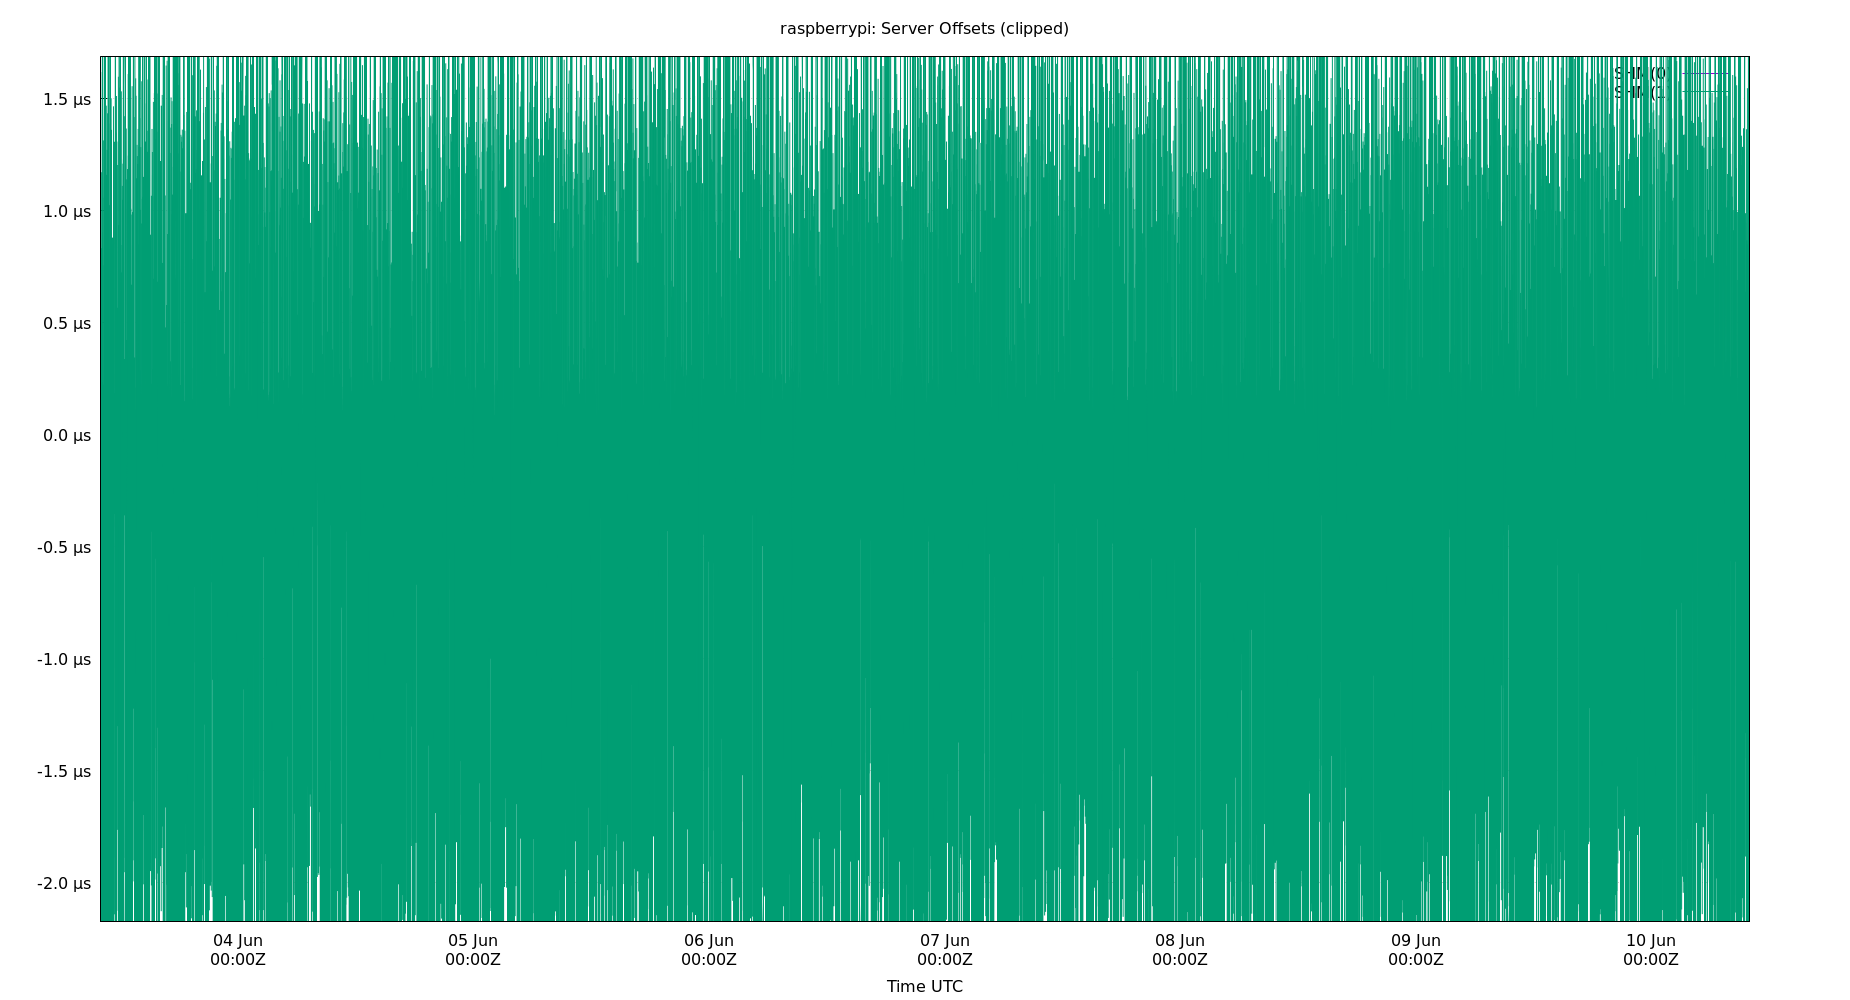 raspberrypi: Server Offsets (clipped)
1.5 µs
1.0 µs
0.5 µs
0.0 µs
-0.5 µs
-1.0 µs
-1.5 µs
-2.0 µs
04 Jun 05 Jun 06 Jun 07 Jun 08 Jun 09 Jun 10 Jun
00:00Z 00:00Z 00:00Z 00:00Z 00:00Z 00:00Z 00:00Z
Time UTC